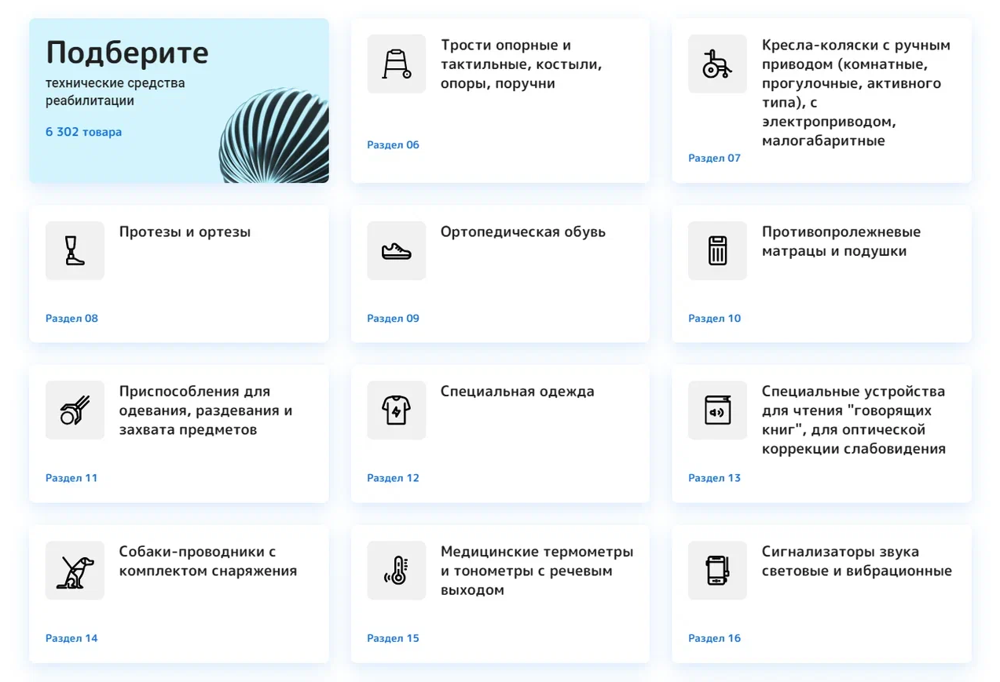 Подберите
технические средства
реабилитации
6 302 товара
Трости опорные и
тактильные, костыли,
опоры, поручни
Раздел 06
Кресла-коляски с ручным
приводом (комнатные,
прогулочные, активного
типа), с
электроприводом,
малогабаритные
Раздел 07
Протезы и ортезы
Раздел 08
Ортопедическая обувь
Раздел 09
Противопролежневые
матрацы и подушки
Раздел 10
Приспособления для
одевания, раздевания и
захвата предметов
Раздел 11
Специальная одежда
Раздел 12
Специальные устройства
для чтения "говорящих
книг", для оптической
коррекции слабовидения
Раздел 13
Собаки-проводники с
комплектом снаряжения
Раздел 14
Медицинские термометры
и тонометры с речевым
выходом
Раздел 15
Сигнализаторы звука
световые и вибрационные
Раздел 16